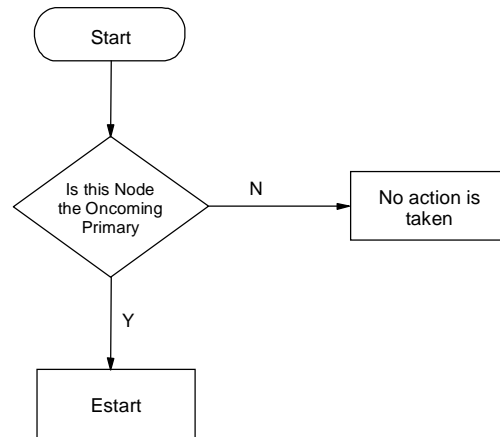 Start
Is this Node
the Oncoming
Primary
N
No action is
taken
Y
Estart